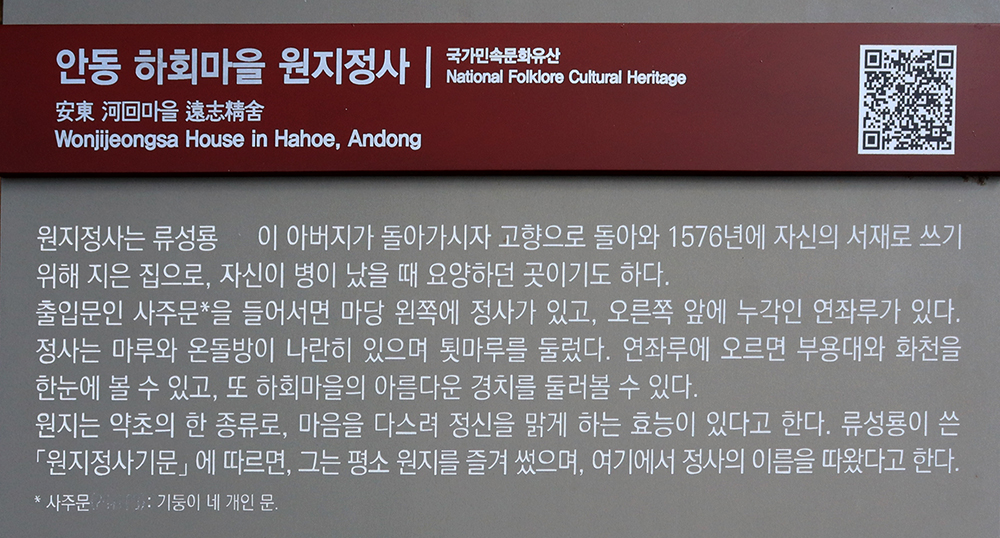 안동 하회마을 원지정사
국가민속문화유산
National Folklore Cultural Heritage
安東 河回마을 遠志精舍
Wonjijeongsa House in Hahoe, Andong
원지정사는 류성룡 이 아버지가 돌아가시자 고향으로 돌아와 1576년에 자신의 서재로 쓰기
위해 지은 집으로, 자신이 병이 났을 때 요양하던 곳이기도 하다.
출입문인 사주문*을 들어서면 마당 왼쪽에 정사가 있고, 오른쪽 앞에 누각인 연좌루가 있다.
정사는 마루와 온돌방이 나란히 있으며 툇마루를 둘렀다. 연좌루에 오르면 부용대와 화천을
한눈에 볼 수 있고, 또 하회마을의 아름다운 경치를 둘러볼 수 있다.
원지는 약초의 한 종류로, 마음을 다스려 정신을 맑게 하는 효능이 있다고 한다. 류성룡이 쓴
「원지정사기문」에 따르면, 그는 평소 원지를 즐겨 썼으며, 여기에서 정사의 이름을 따왔다고 한다.
* 사주문 : 기둥이 네 개인 문.